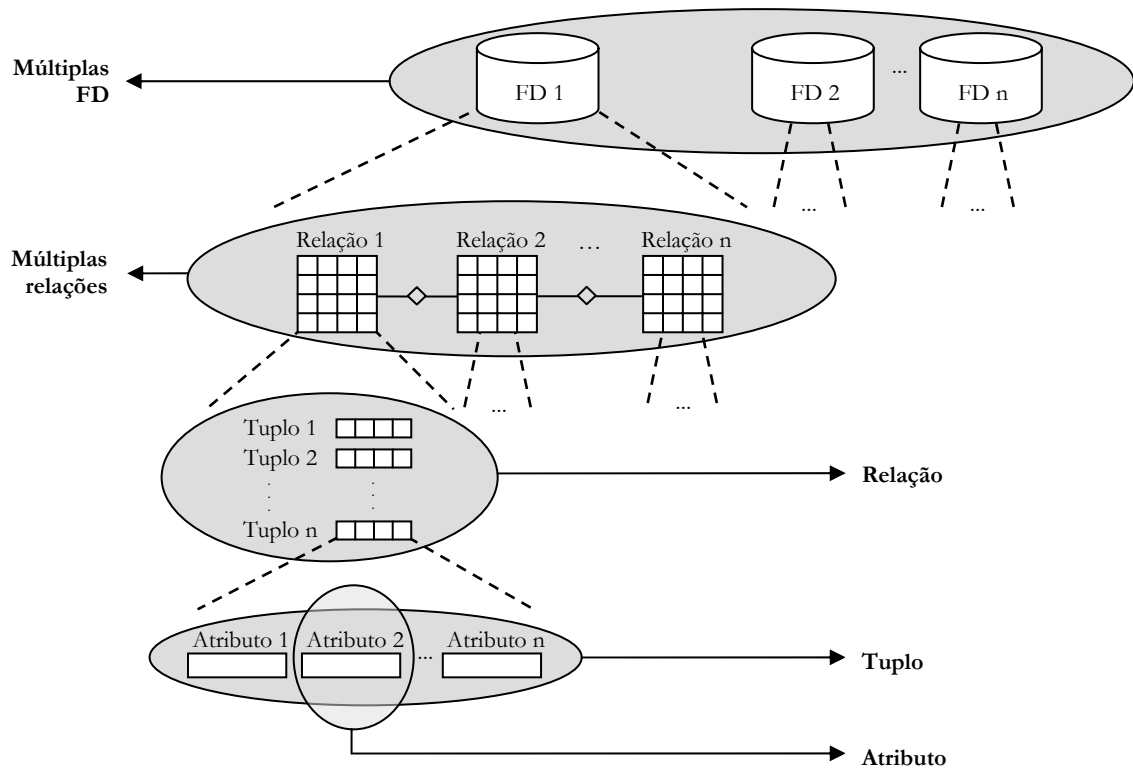 Múltiplas
FD
FD 1
FD 2
...
FD n
...
...
Múltiplas
relações
Relação 1
Relação 2
...
Relação n
...
...
Tuplo 1
Tuplo 2
Tuplo n
Relação
Atributo 1
Atributo 2
...
Atributo n
Tuplo
Atributo